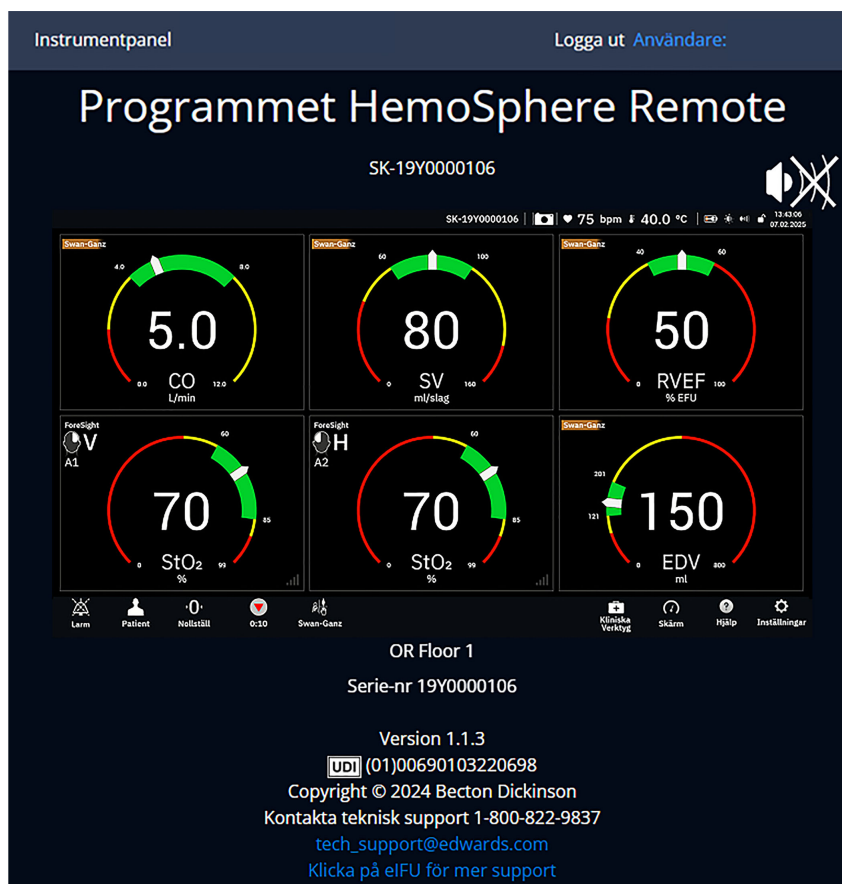 Instrumentpanel
Logga ut Användare:
Programmet HemoSphere Remote
SK-19Y0000106
SK-19Y0000106 75 bpm 40.0 °C 13:43:06
07.02.2025
Swan-Ganz
4.0 8.0
5.0
0.0 CO 12.0
L/min
Swan-Ganz
60 100
80
0 SV 160
ml/slag
Swan-Ganz
40 60
50
0 RVEF 100
% EFU
ForeSight
V
A1
60
85
70
0 StO₂ 99
%
ForeSight
H
A2
60
85
70
0 StO₂ 99
%
Swan-Ganz
201
121
150
0 EDV 800
ml
Larm
Patient
·0·
Nollställ
0:10
Swan-Ganz
Kliniska
Verktyg
Skärm
Hjälp
Inställningar
OR Floor 1
Serie-nr 19Y0000106
Version 1.1.3
UDI (01)00690103220698
Copyright © 2024 Becton Dickinson
Kontakta teknisk support 1-800-822-9837
tech_support@edwards.com
Klicka på eIFU för mer support